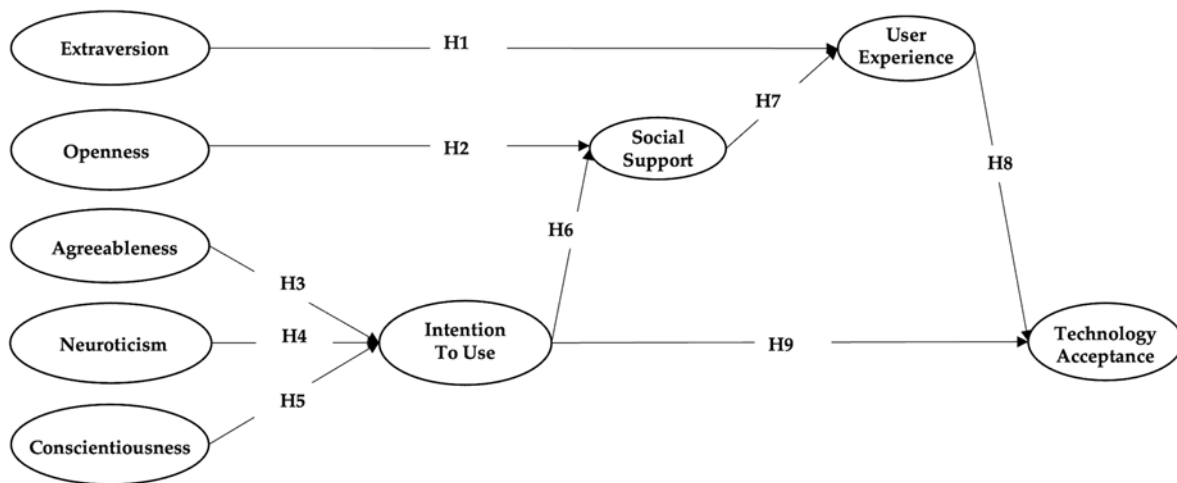 Extraversion
H1
User
Experience
H7
Openness
H2
Social
Support
H8
Agreeableness
H6
H3
Neuroticism
H4
Intention
To Use
H9
Technology
Acceptance
H5
Conscientiousness